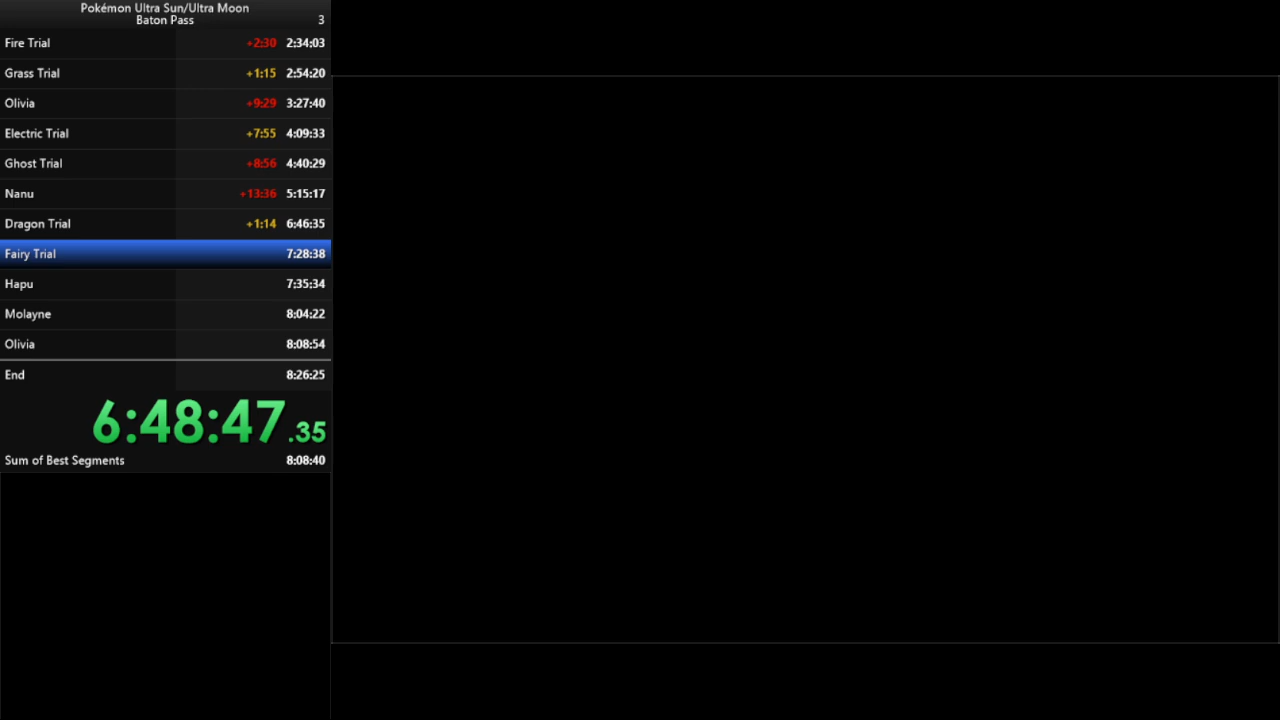 Pokémon Ultra Sun/Ultra Moon
Baton Pass 3
Fire Trial +2:30 2:34:03
Grass Trial +1:15 2:54:20
Olivia +9:29 3:27:40
Electric Trial +7:55 4:09:33
Ghost Trial +8:56 4:40:29
Nanu +13:36 5:15:17
Dragon Trial +1:14 6:46:35
Fairy Trial 7:28:38
Hapu 7:35:34
Molayne 8:04:22
Olivia 8:08:54
End 8:26:25
6:48:47.35
Sum of Best Segments 8:08:40